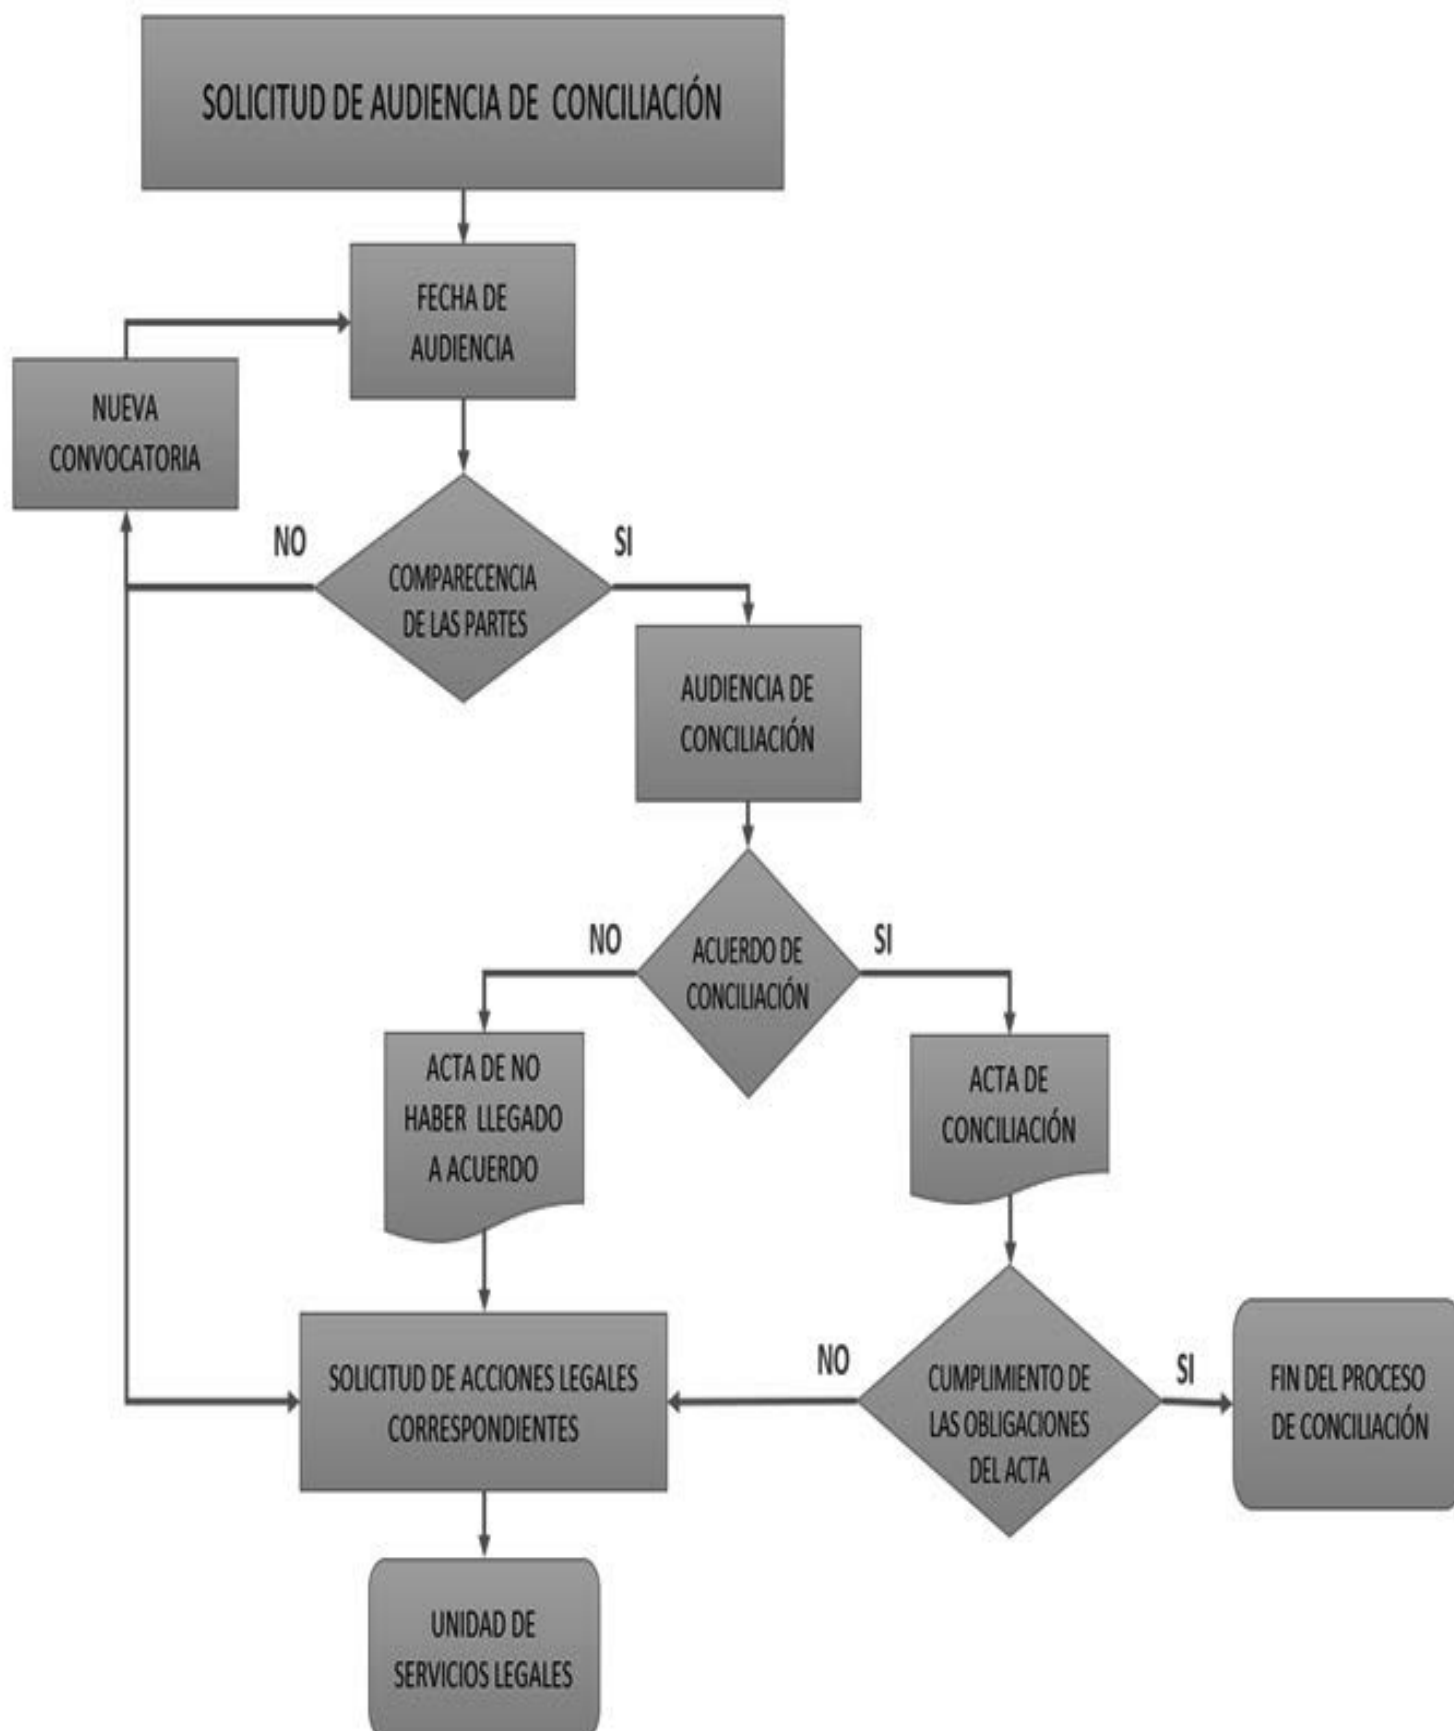 SOLICITUD DE AUDIENCIA DE CONCILIACIÓN
FECHA DE
AUDIENCIA
NUEVA
CONVOCATORIA
NO
SI
COMPARECENCIA
DE LAS PARTES
AUDIENCIA DE
CONCILIACIÓN
NO
SI
ACUERDO DE
CONCILIACIÓN
ACTA DE NO
HABER LLEGADO
A ACUERDO
ACTA DE
CONCILIACIÓN
SOLICITUD DE ACCIONES LEGALES
CORRESPONDIENTES
NO
CUMPLIMIENTO DE
LAS OBLIGACIONES
DEL ACTA
SI
FIN DEL PROCESO
DE CONCILIACIÓN
UNIDAD DE
SERVICIOS LEGALES